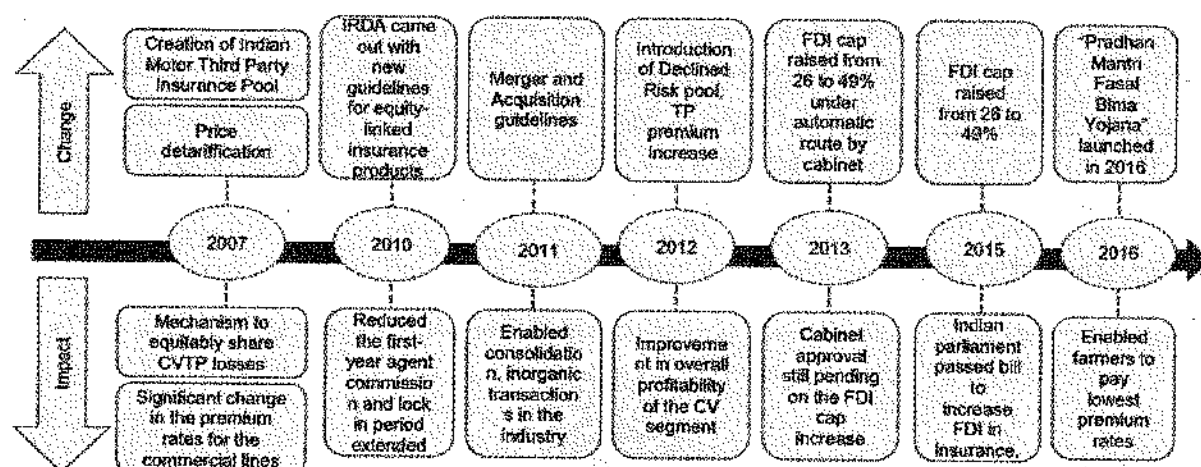 Change
Creation of Indian
Motor Third Party
Insurance Pool
Price
detariffication
IRDA came
out with
new
guidelines
for equity-
linked
insurance
products
Merger and
Acquisition
guidelines
Introduction
of Declined
Risk pool,
TP
premium
increase
FDI cap
raised from
26 to 49%
under
automatic
route by
cabinet
FDI cap
raised
from 26 to
49%
"Pradhan
Mantri
Fasal
Bima
Yojana"
launched
in 2016
2007
2010
2011
2012
2013
2015
2016
Impact
Mechanism to
equitably share
CVTP losses
Significant change
in the premium
rates for the
commercial lines
Reduced
the first-
year agent
commissio
n and lock
in period
extended
Enabled
consolidatio
n, inorganic
transaction
s in the
industry
Improveme
nt in overall
profitability
of the CV
segment
Cabinet
approval
still pending
on the FDI
cap
increase
Indian
parliament
passed bill
to
increase
FDI in
insurance.
Enabled
farmers to
pay
lowest
premium
rates